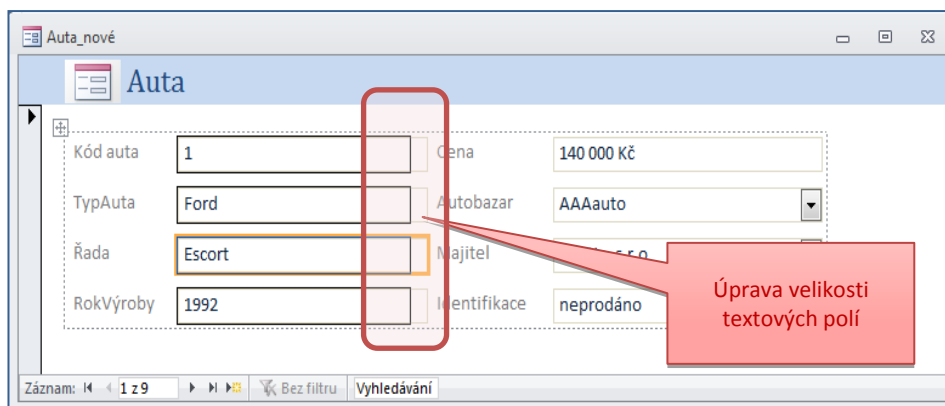 Auta_nové
Auta
Kód auta 1 Cena 140 000 Kč
TypAuta Ford Autobazar AAAauto
Řada Escort Majitel s.r.o.
RokVýroby 1992 Identifikace neprodáno
Úprava velikosti
textových polí
Záznam: 1 z 9 Bez filtru Vyhledávání